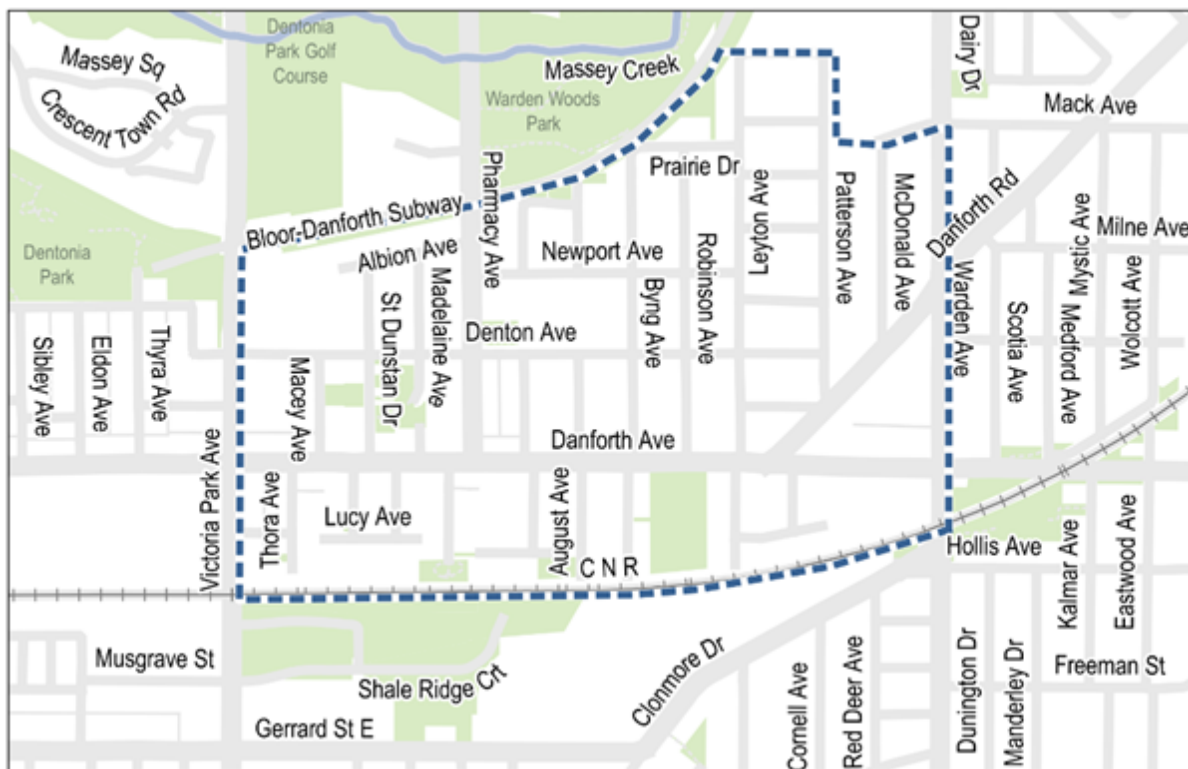 Dentonia
Park Golf
Course
Massey Sq
Crescent Town Rd
Massey Creek
Warden Woods
Park
Dairy Dr
Mack Ave
Prairie Dr
Pharmacy Ave
Leyton Ave
Patterson Ave
McDonald Ave
Danforth Rd
Bloor-Danforth Subway
Albion Ave
Newport Ave
Milne Ave
Mystic Ave
Dentonia
Park
Robinson Ave
Byng Ave
Madelaine Ave
St Dunstan Dr
Denton Ave
Warden Ave
Scotia Ave
Medford Ave
Wolcott Ave
Sibley Ave
Eldon Ave
Thyra Ave
Macey Ave
Danforth Ave
Victoria Park Ave
Thora Ave
Lucy Ave
August Ave
C N R
Hollis Ave
Kalmar Ave
Eastwood Ave
Musgrave St
Shale Ridge Crt
Clonmore Dr
Cornell Ave
Red Deer Ave
Dunington Dr
Manderley Dr
Freeman St
Gerrard St E